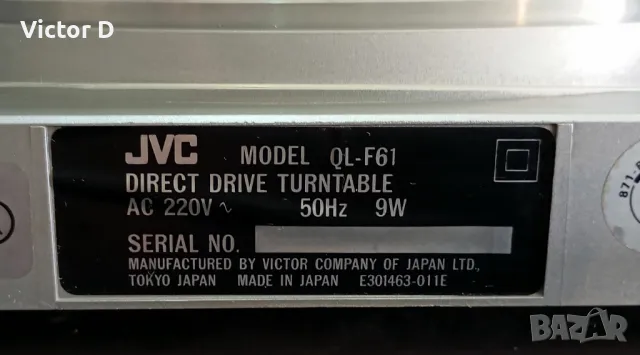 Victor D
JVC MODEL QL-F61
DIRECT DRIVE TURNTABLE
AC 220V ~ 50Hz 9W
SERIAL NO.
MANUFACTURED BY VICTOR COMPANY OF JAPAN LTD.,
TOKYO JAPAN MADE IN JAPAN E301463-011E
BAZAR